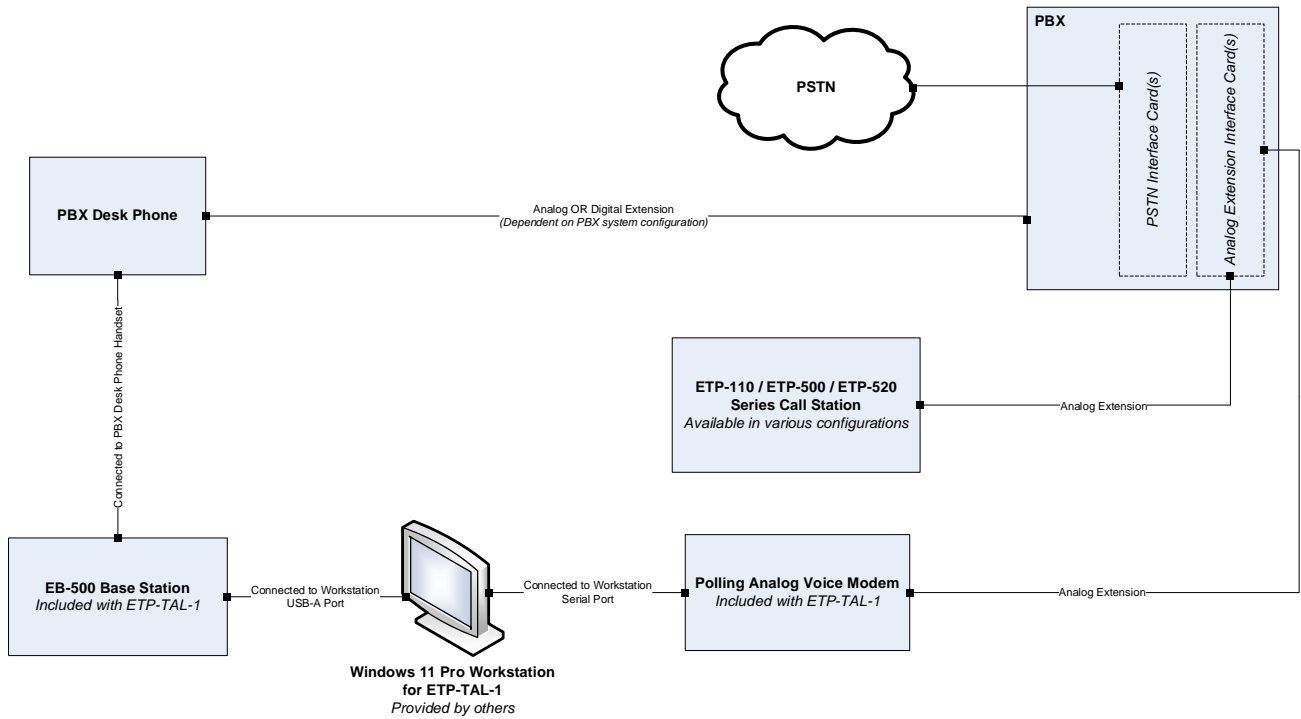 PBX
PSTN
PSTN Interface Card(s)
Analog Extension Interface Card(s)
PBX Desk Phone
Analog OR Digital Extension
(Dependent on PBX system configuration)
Connected to PBX Desk Phone Handset
ETP-110 / ETP-500 / ETP-520
Series Call Station
Available in various configurations
Analog Extension
EB-500 Base Station
Included with ETP-TAL-1
Connected to Workstation
USB-A Port
Connected to Workstation
Serial Port
Polling Analog Voice Modem
Included with ETP-TAL-1
Analog Extension
Windows 11 Pro Workstation
for ETP-TAL-1
Provided by others